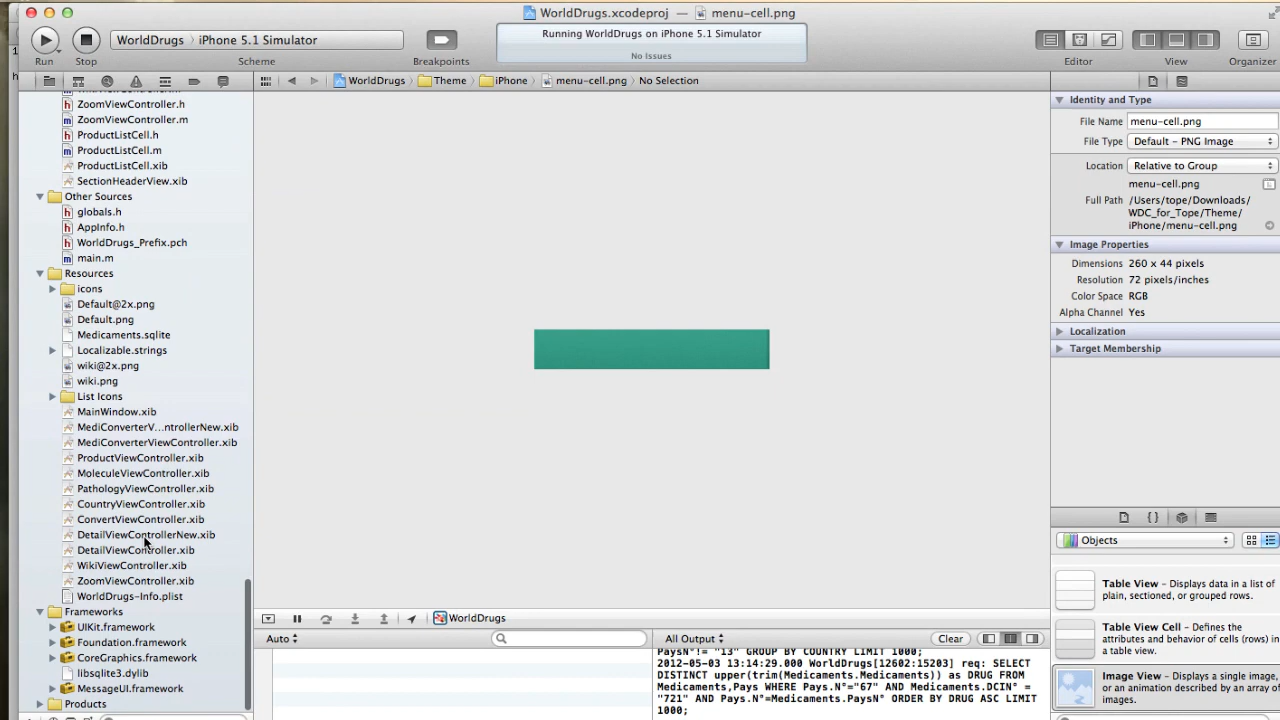 WorldDrugs.xcodeproj — menu-cell.png
Run
Stop
WorldDrugs
iPhone 5.1 Simulator
Scheme
Breakpoints
Running WorldDrugs on iPhone 5.1 Simulator
No Issues
Editor
View
Organizer
WorldDrugs
Theme
iPhone
menu-cell.png
No Selection
ZoomViewController.h
ZoomViewController.m
ProductListCell.h
ProductListCell.m
ProductListCell.xib
SectionHeaderView.xib
Other Sources
globals.h
AppInfo.h
WorldDrugs_Prefix.pch
main.m
Resources
icons
Default@2x.png
Default.png
Medicaments.sqlite
Localizable.strings
wiki@2x.png
wiki.png
List Icons
MainWindow.xib
MediConverterV...ntrollerNew.xib
MediConverterViewController.xib
ProductViewController.xib
MoleculeViewController.xib
PathologyViewController.xib
CountryViewController.xib
ConvertViewController.xib
DetailViewControllerNew.xib
DetailViewController.xib
WikiViewController.xib
ZoomViewController.xib
WorldDrugs-Info.plist
Frameworks
UIKit.framework
Foundation.framework
CoreGraphics.framework
libsqlite3.dylib
MessageUI.framework
Products
WorldDrugs
Auto
All Output
Clear
PaysN°!= "13" GROUP BY COUNTRY LIMIT
1000;
2012-05-03 13:14:29.000 WorldDrugs[12602:15203] req: SELECT
DISTINCT upper(trim(Medicaments.Medicaments)) as DRUG FROM
Medicaments,Pays WHERE Pays.N°="67" AND Medicaments.DCIN° =
"721" AND Pays.N°=Medicaments.PaysN° ORDER BY DRUG ASC LIMIT
1000;
Identity and Type
File Name menu-cell.png
File Type Default - PNG Image
Location Relative to Group
menu-cell.png
Full Path /Users/tope/Downloads/
WDC_for_Tope/Theme/
iPhone/menu-cell.png
Image Properties
Dimensions 260 x 44 pixels
Resolution 72 pixels/inches
Color Space RGB
Alpha Channel Yes
Localization
Target Membership
Objects
Table View - Displays data in a list of
plain, sectioned, or grouped rows.
Table View Cell - Defines the
attributes and behavior of cells (rows) in
a table view.
Image View - Displays a single image,
or an animation described by an array of
images.